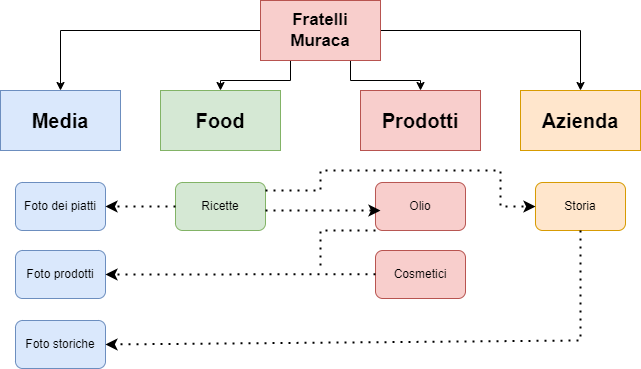 Fratelli
Muraca
Media
Food
Prodotti
Azienda
Foto dei piatti
Ricette
Olio
Storia
Foto prodotti
Cosmetici
Foto storiche